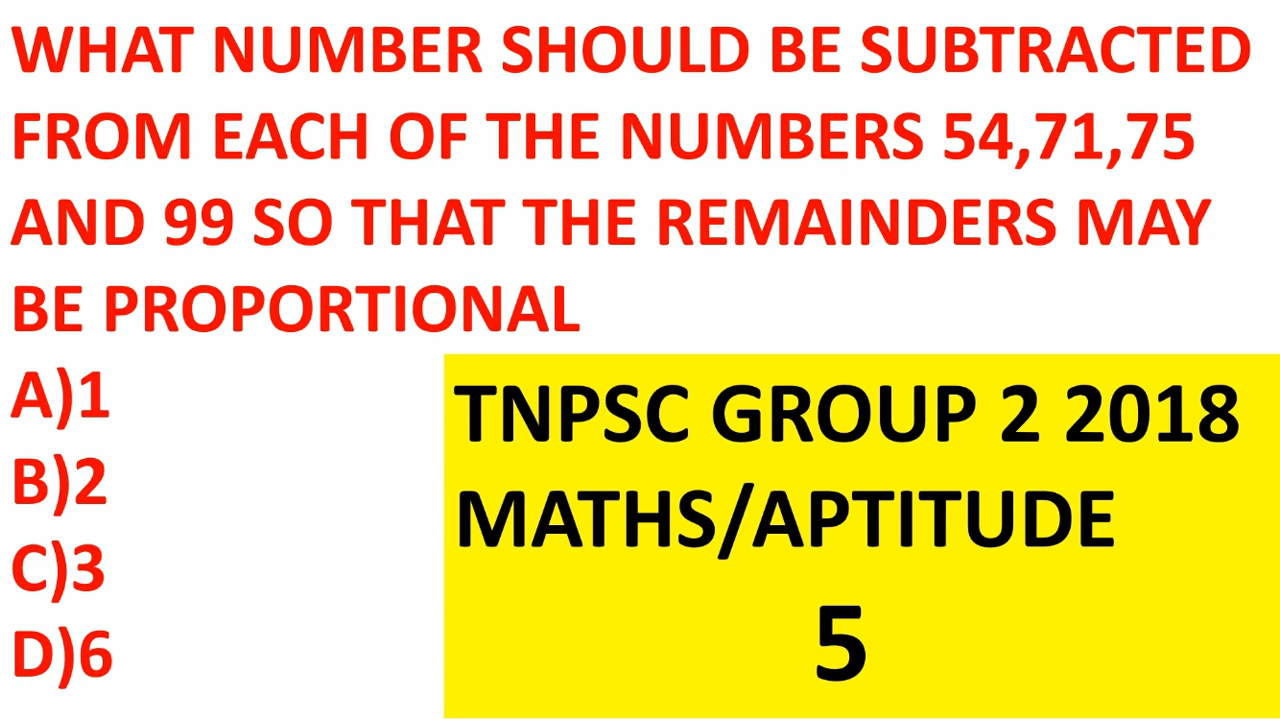 WHAT NUMBER SHOULD BE SUBTRACTED
FROM EACH OF THE NUMBERS 54,71,75
AND 99 SO THAT THE REMAINDERS MAY
BE PROPORTIONAL
A)1
B)2
C)3
D)6
TNPSC GROUP 2 2018
MATHS/APTITUDE
5